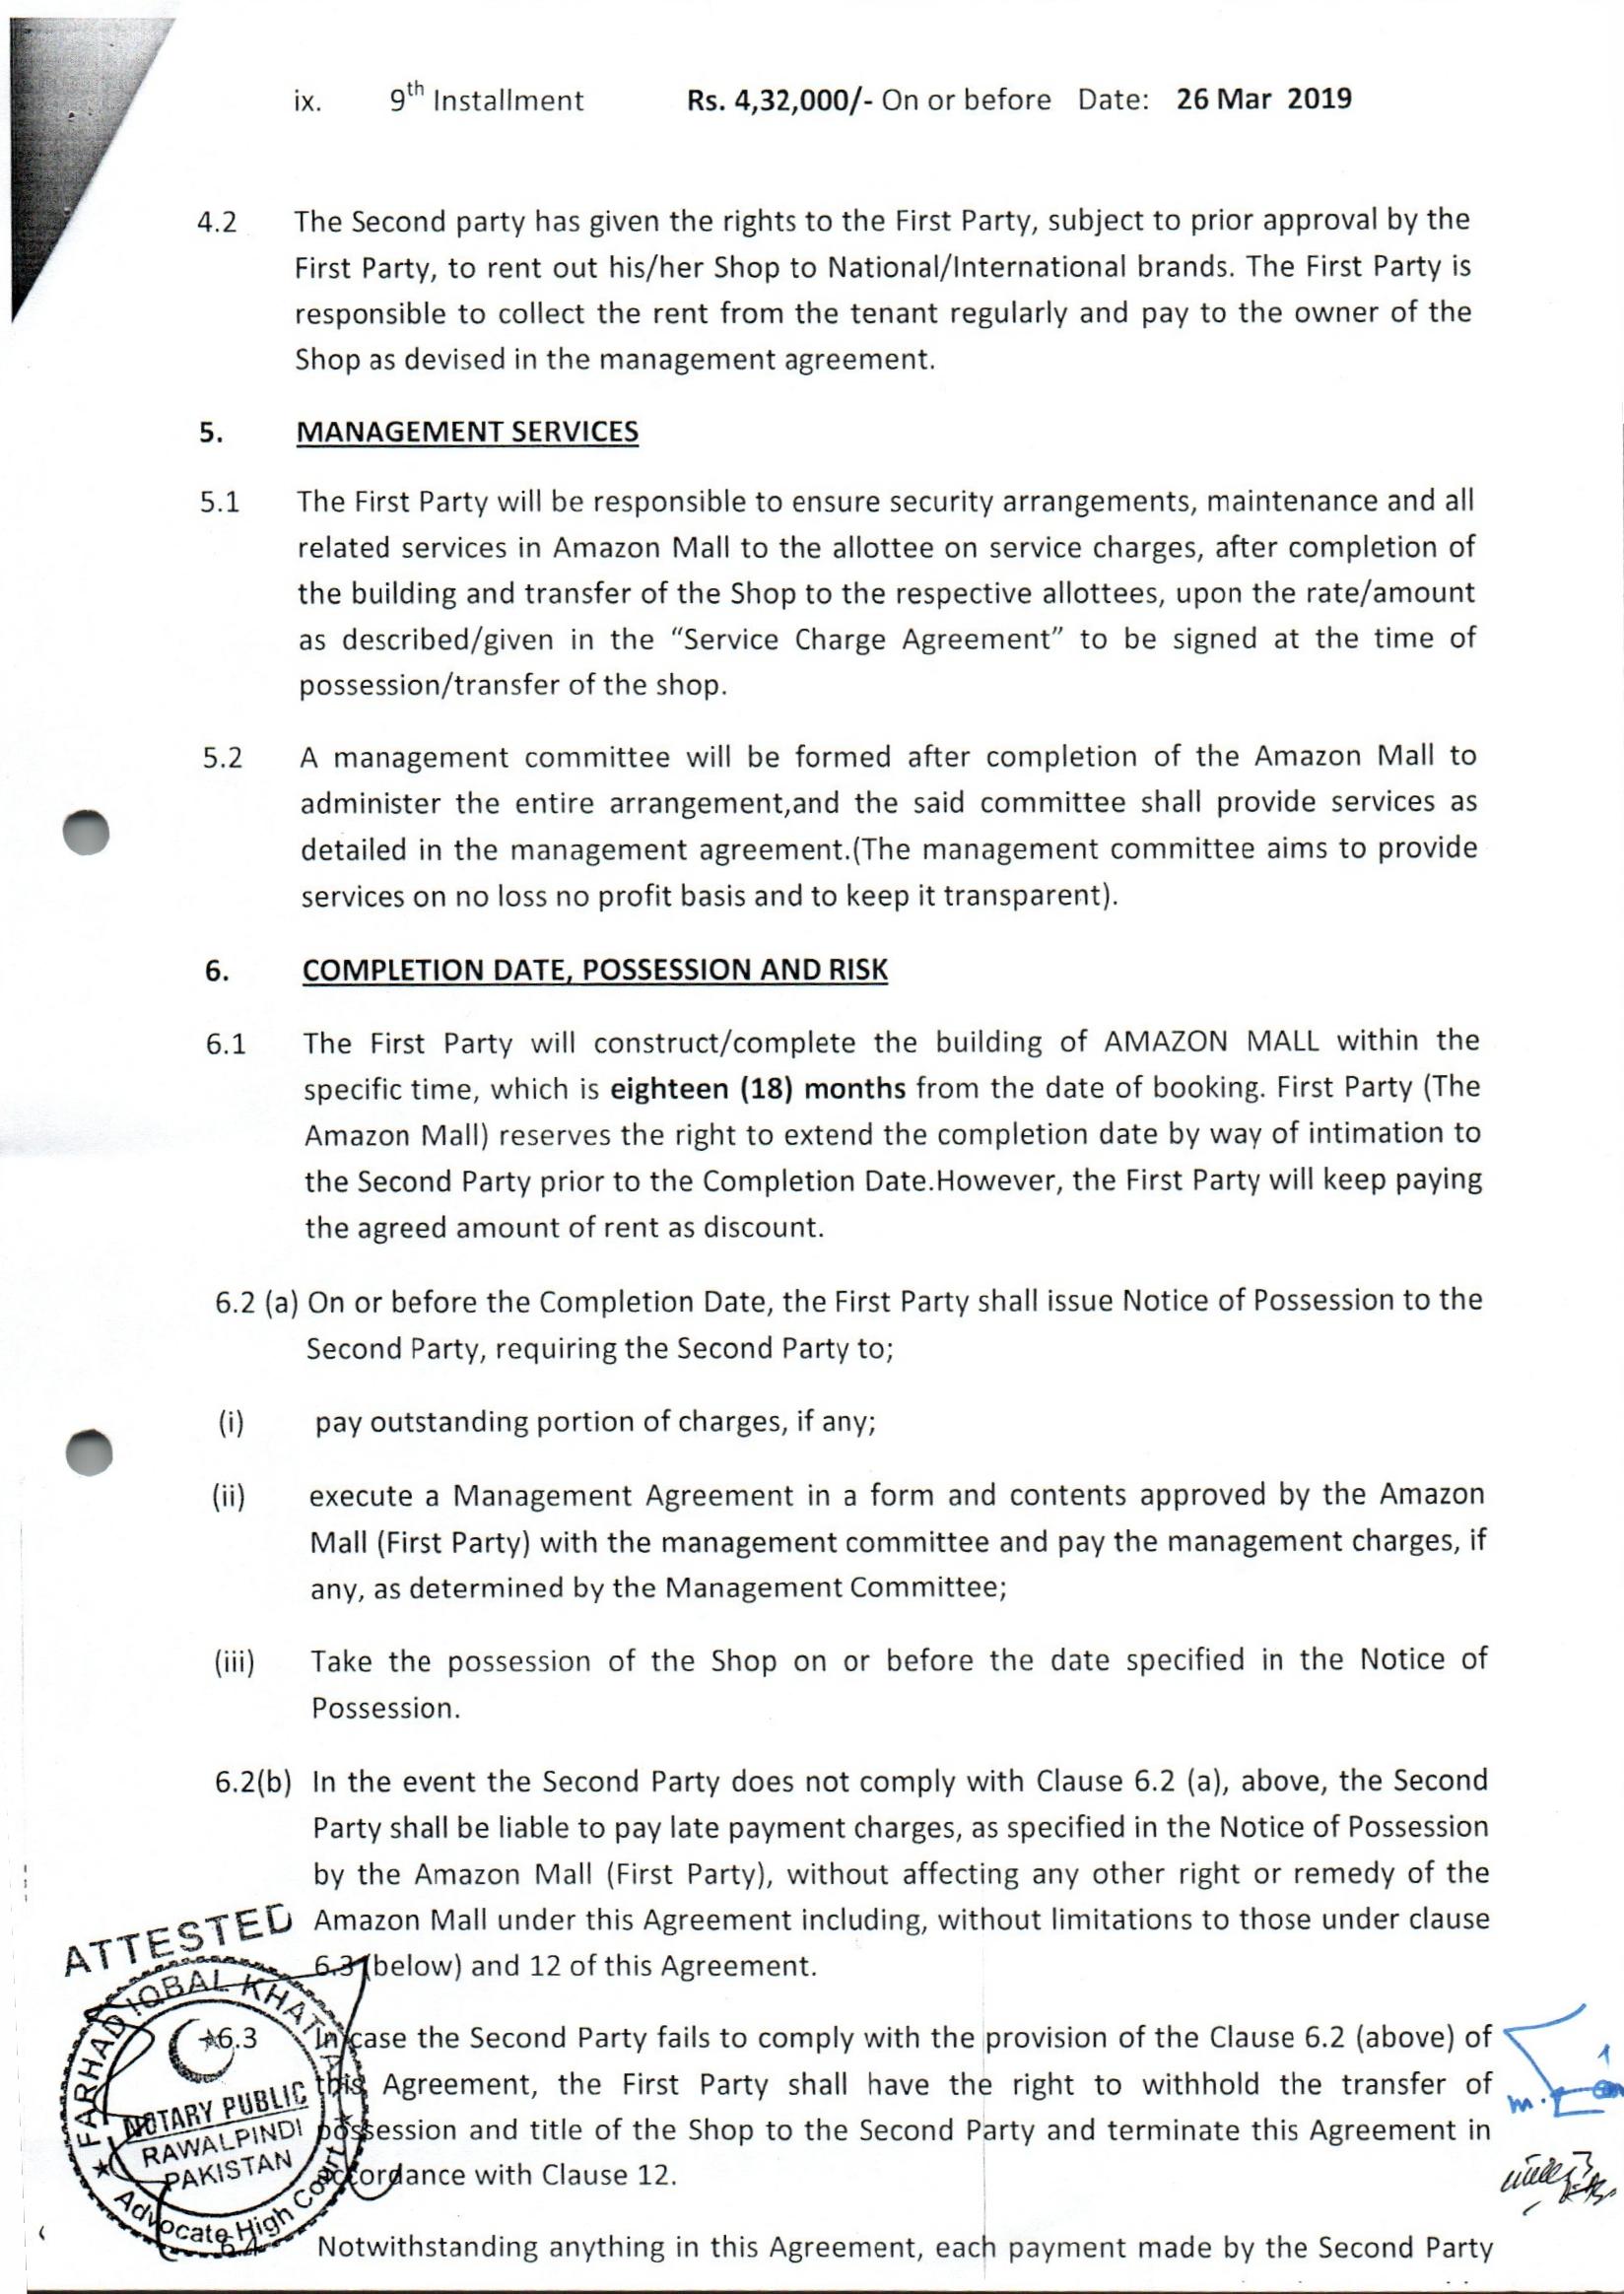 ix. 9th Installment Rs. 4,32,000/- On or before Date: 26 Mar 2019
4.2 The Second party has given the rights to the First Party, subject to prior approval by the
First Party, to rent out his/her Shop to National/International brands. The First Party is
responsible to collect the rent from the tenant regularly and pay to the owner of the
Shop as devised in the management agreement.
5. MANAGEMENT SERVICES
5.1 The First Party will be responsible to ensure security arrangements, maintenance and all
related services in Amazon Mall to the allottee on service charges, after completion of
the building and transfer of the Shop to the respective allottees, upon the rate/amount
as described/given in the “Service Charge Agreement” to be signed at the time of
possession/transfer of the shop.
5.2 A management committee will be formed after completion of the Amazon Mall to
administer the entire arrangement,and the said committee shall provide services as
detailed in the management agreement.(The management committee aims to provide
services on no loss no profit basis and to keep it transparent).
6. COMPLETION DATE, POSSESSION AND RISK
6.1 The First Party will construct/complete the building of AMAZON MALL within the
specific time, which is eighteen (18) months from the date of booking. First Party (The
Amazon Mall) reserves the right to extend the completion date by way of intimation to
the Second Party prior to the Completion Date.However, the First Party will keep paying
the agreed amount of rent as discount.
6.2 (a) On or before the Completion Date, the First Party shall issue Notice of Possession to the
Second Party, requiring the Second Party to;
(i) pay outstanding portion of charges, if any;
(ii) execute a Management Agreement in a form and contents approved by the Amazon
Mall (First Party) with the management committee and pay the management charges, if
any, as determined by the Management Committee;
(iii) Take the possession of the Shop on or before the date specified in the Notice of
Possession.
6.2(b) In the event the Second Party does not comply with Clause 6.2 (a), above, the Second
Party shall be liable to pay late payment charges, as specified in the Notice of Possession
by the Amazon Mall (First Party), without affecting any other right or remedy of the
Amazon Mall under this Agreement including, without limitations to those under clause
6.3 (below) and 12 of this Agreement.
6.3 In case the Second Party fails to comply with the provision of the Clause 6.2 (above) of
this Agreement, the First Party shall have the right to withhold the transfer of
possession and title of the Shop to the Second Party and terminate this Agreement in
accordance with Clause 12.
6.4 Notwithstanding anything in this Agreement, each payment made by the Second Party
ATTESTED
FARHAD IQBAL KHATTAK
NOTARY PUBLIC
RAWALPINDI
PAKISTAN
Advocate High Court